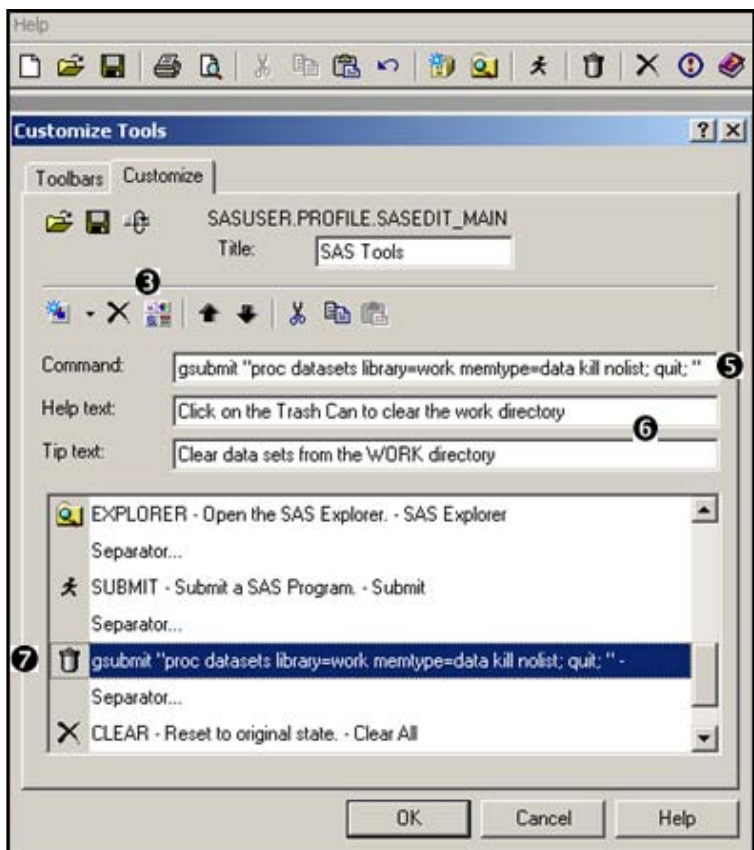 Help
Customize Tools
Toolbars Customize
SASUSER.PROFILE.SASEDIT_MAIN
Title: SAS Tools
❸
Command: gsubmit "proc datasets library=work memtype=data kill nolist; quit; " ❺
Help text: Click on the Trash Can to clear the work directory
❻
Tip text: Clear data sets from the WORK directory
EXPLORER - Open the SAS Explorer. - SAS Explorer
Separator...
SUBMIT - Submit a SAS Program. - Submit
Separator...
❼ gsubmit "proc datasets library=work memtype=data kill nolist; quit; " -
Separator...
CLEAR - Reset to original state. - Clear All
OK Cancel Help